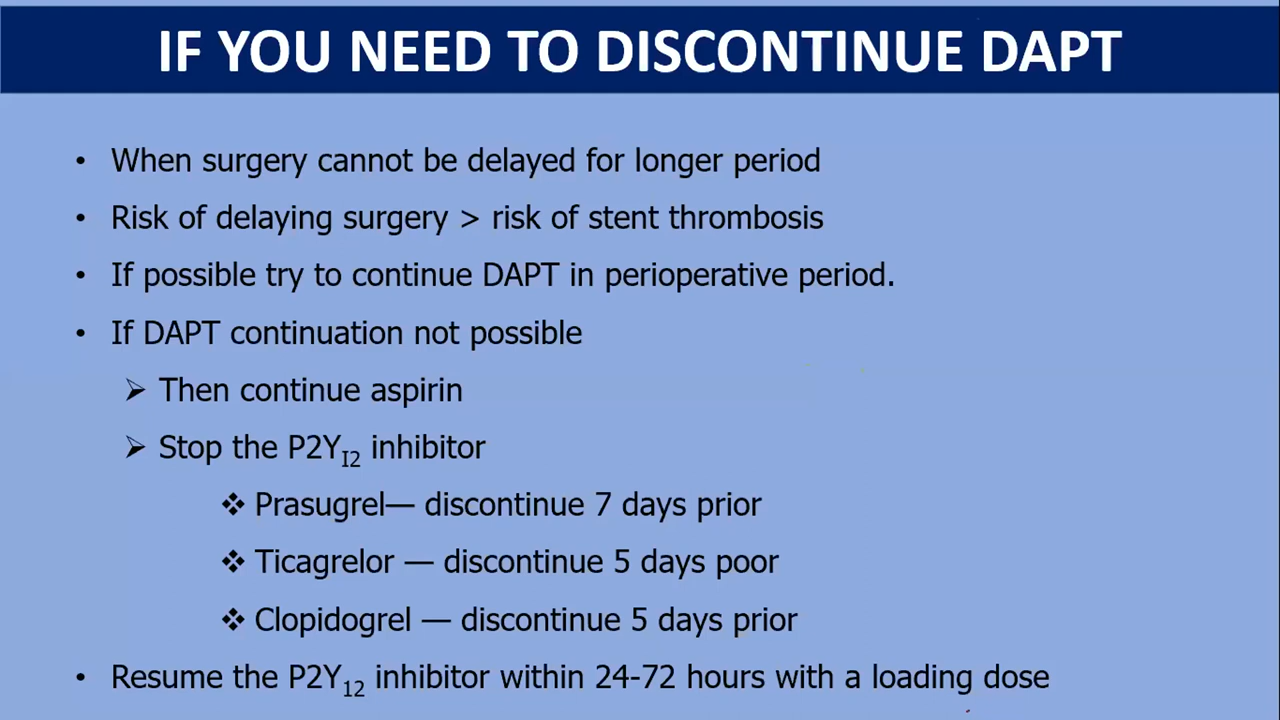 IF YOU NEED TO DISCONTINUE DAPT
• When surgery cannot be delayed for longer period
• Risk of delaying surgery > risk of stent thrombosis
• If possible try to continue DAPT in perioperative period.
• If DAPT continuation not possible
➢ Then continue aspirin
➢ Stop the P2Y I2 inhibitor
❖ Prasugrel— discontinue 7 days prior
❖ Ticagrelor — discontinue 5 days poor
❖ Clopidogrel — discontinue 5 days prior
• Resume the P2Y12 inhibitor within 24-72 hours with a loading dose